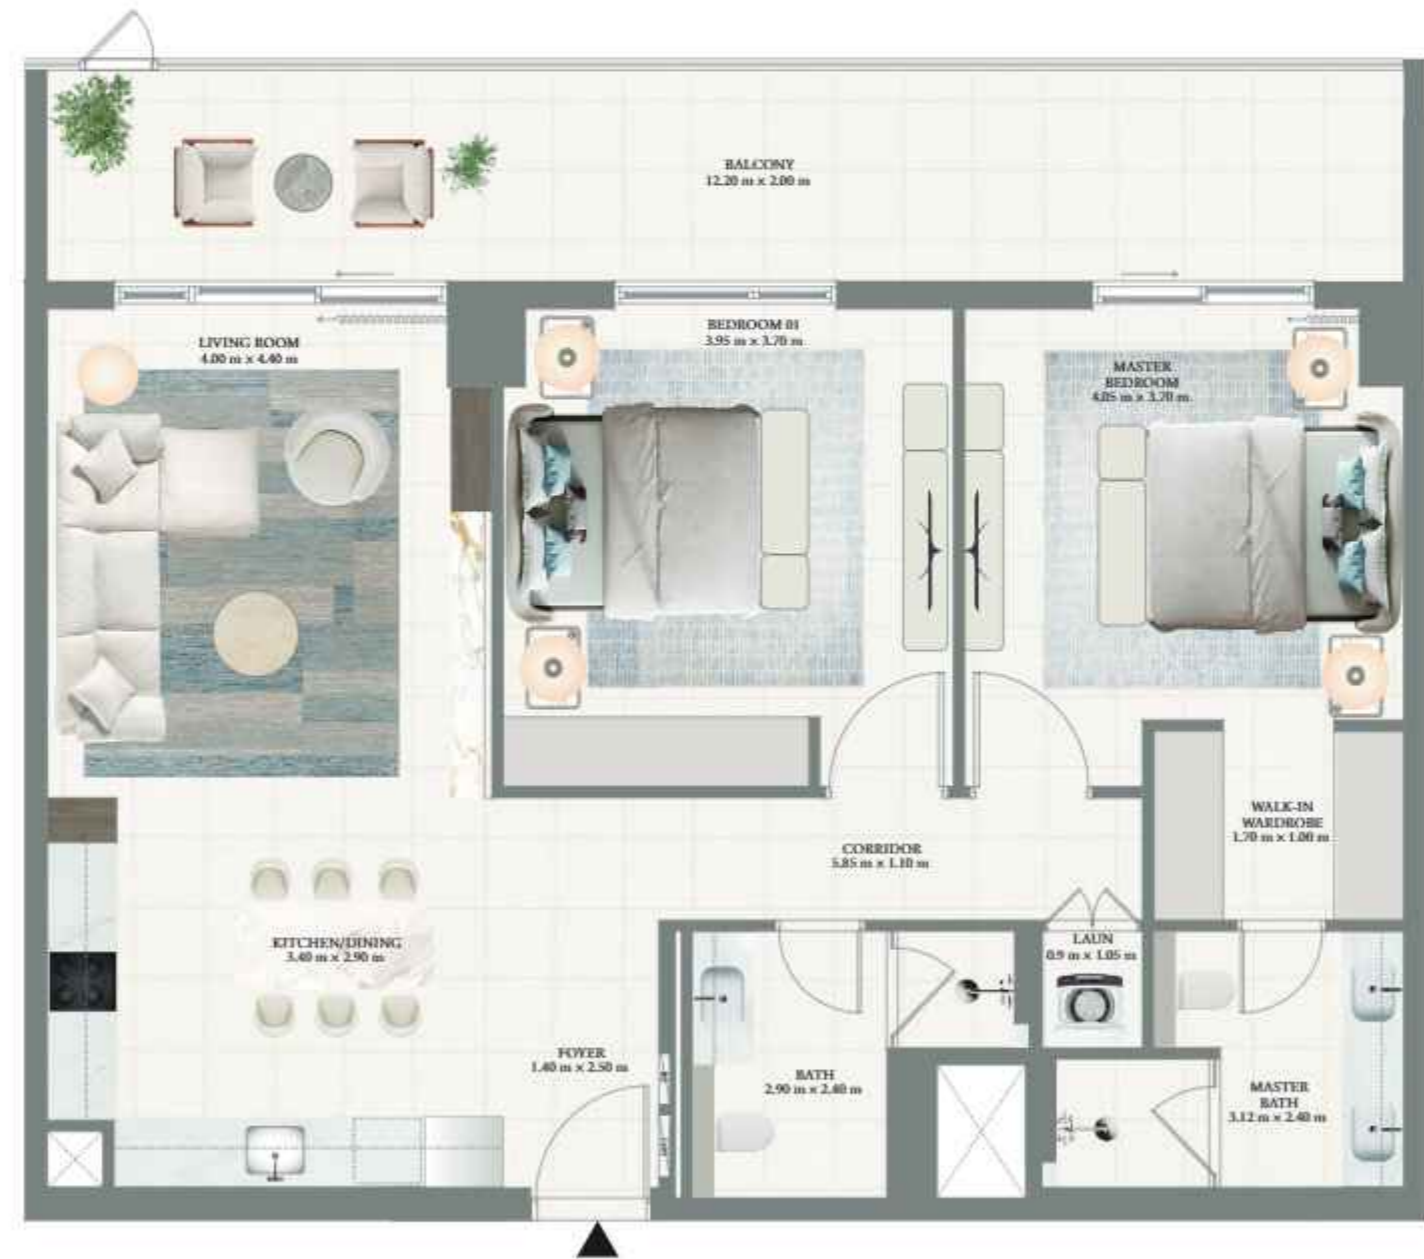 BALCONY
12.20 m x 2.00 m
LIVING ROOM
4.00 m x 4.40 m
BEDROOM 01
3.95 m x 3.70 m
MASTER
BEDROOM
4.05 m x 3.70 m
WALK-IN
WARDROBE
1.70 m x 1.00 m
CORRIDOR
5.85 m x 1.10 m
KITCHEN/DINING
3.40 m x 2.90 m
LAUN
0.9 m x 1.05 m
FOYER
1.40 m x 2.50 m
BATH
2.90 m x 2.40 m
MASTER
BATH
3.12 m x 2.40 m